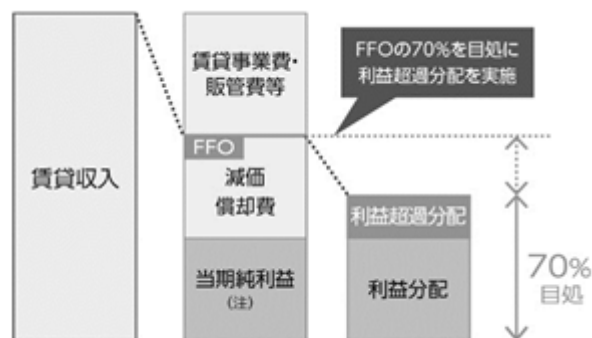 賃貸収入
賃貸事業費・
販管費等
FFO
減価
償却費
当期純利益
(注)
FFOの70%を目処に
利益超過分配を実施
利益超過分配
利益分配
70%
目処